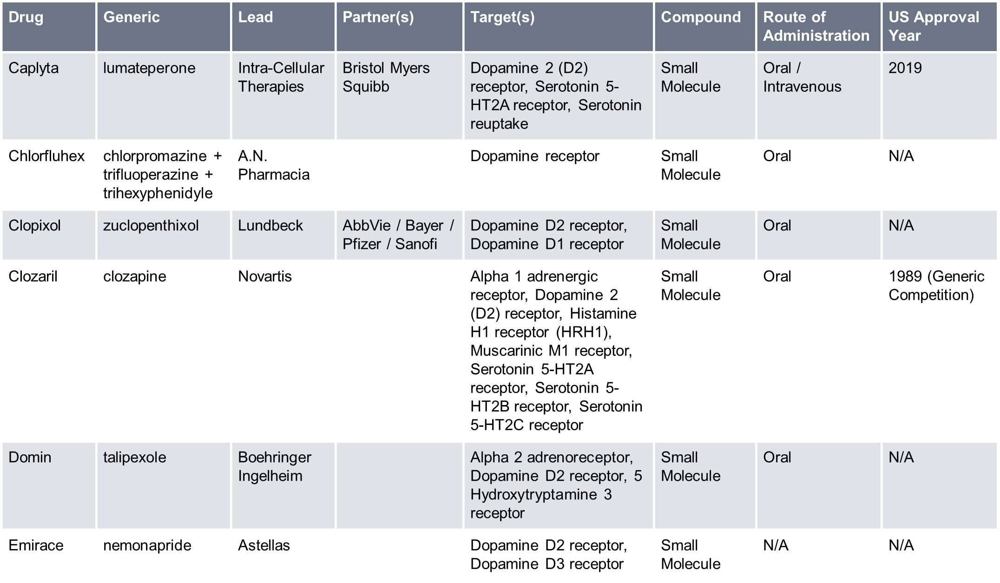 Drug
Generic
Lead
Partner(s)
Target(s)
Compound
Route of
Administration
US Approval
Year
Caplyta
lumateperone
Intra-Cellular
Therapies
Bristol Myers
Squibb
Dopamine 2 (D2)
receptor, Serotonin 5-
HT2A receptor, Serotonin
reuptake
Small
Molecule
Oral /
Intravenous
2019
Chlorfluhex
chlorpromazine +
trifluoperazine +
trihexyphenidyle
A.N.
Pharmacia
Dopamine receptor
Small
Molecule
Oral
N/A
Clopixol
zuclopenthixol
Lundbeck
AbbVie / Bayer /
Pfizer / Sanofi
Dopamine D2 receptor,
Dopamine D1 receptor
Small
Molecule
Oral
N/A
Clozaril
clozapine
Novartis
Alpha 1 adrenergic
receptor, Dopamine 2
(D2) receptor, Histamine
H1 receptor (HRH1),
Muscarinic M1 receptor,
Serotonin 5-HT2A
receptor, Serotonin 5-
HT2B receptor, Serotonin
5-HT2C receptor
Small
Molecule
Oral
1989 (Generic
Competition)
Domin
talipexole
Boehringer
Ingelheim
Alpha 2 adrenoreceptor,
Dopamine D2 receptor, 5
Hydroxytryptamine 3
receptor
Small
Molecule
Oral
N/A
Emirace
nemonapride
Astellas
Dopamine D2 receptor,
Dopamine D3 receptor
Small
Molecule
N/A
N/A